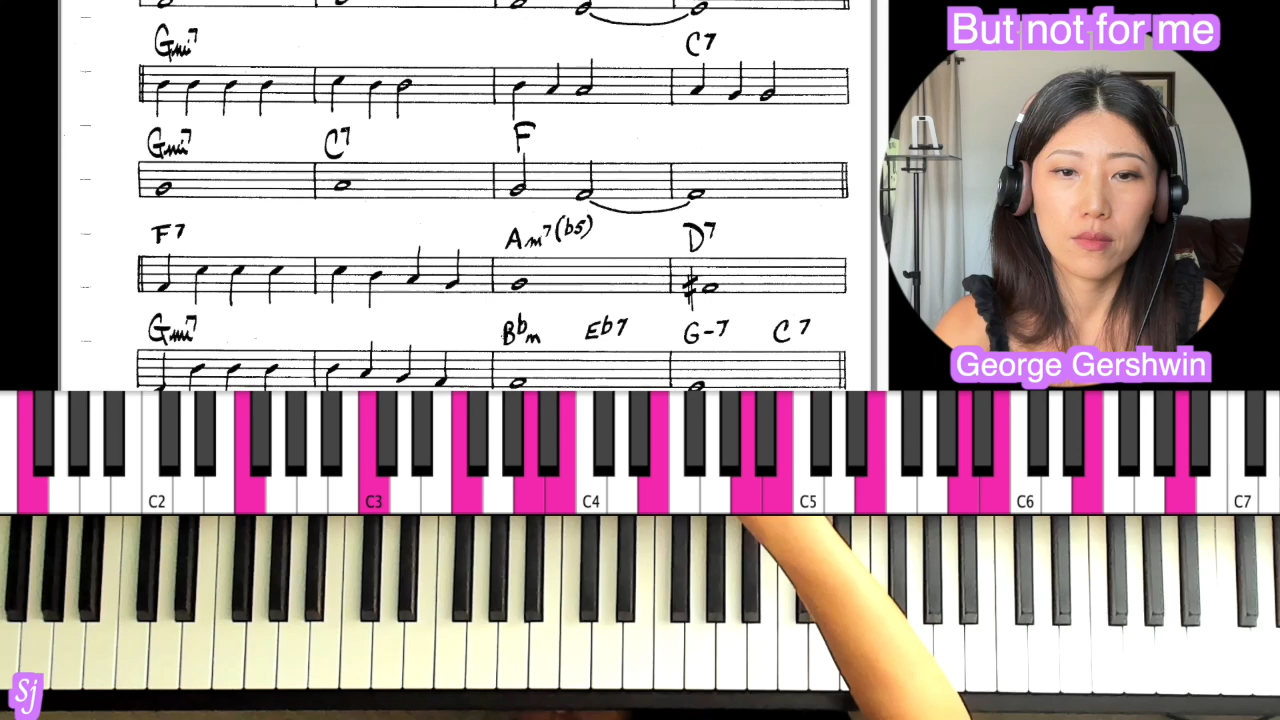 But not for me
Gmi7 C7
Gmi7 C7 F
F7 Am7(b5) D7
Gmi7 Bbm Eb7 G-7 C7
George Gershwin
C2 C3 C4 C5 C6 C7
Sj